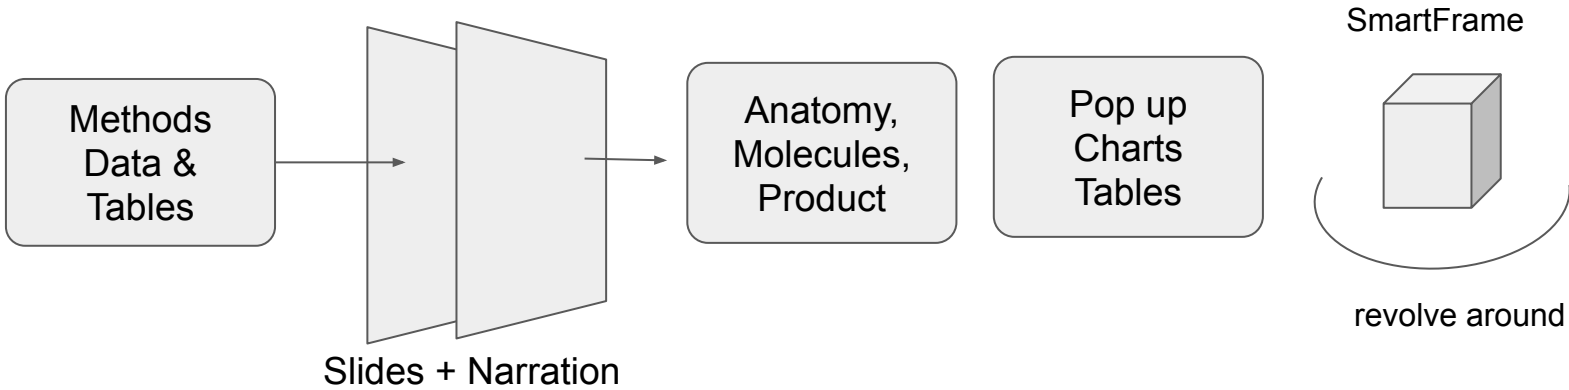 Methods
Data &
Tables
Slides + Narration
Anatomy,
Molecules,
Product
Pop up
Charts
Tables
SmartFrame
revolve around